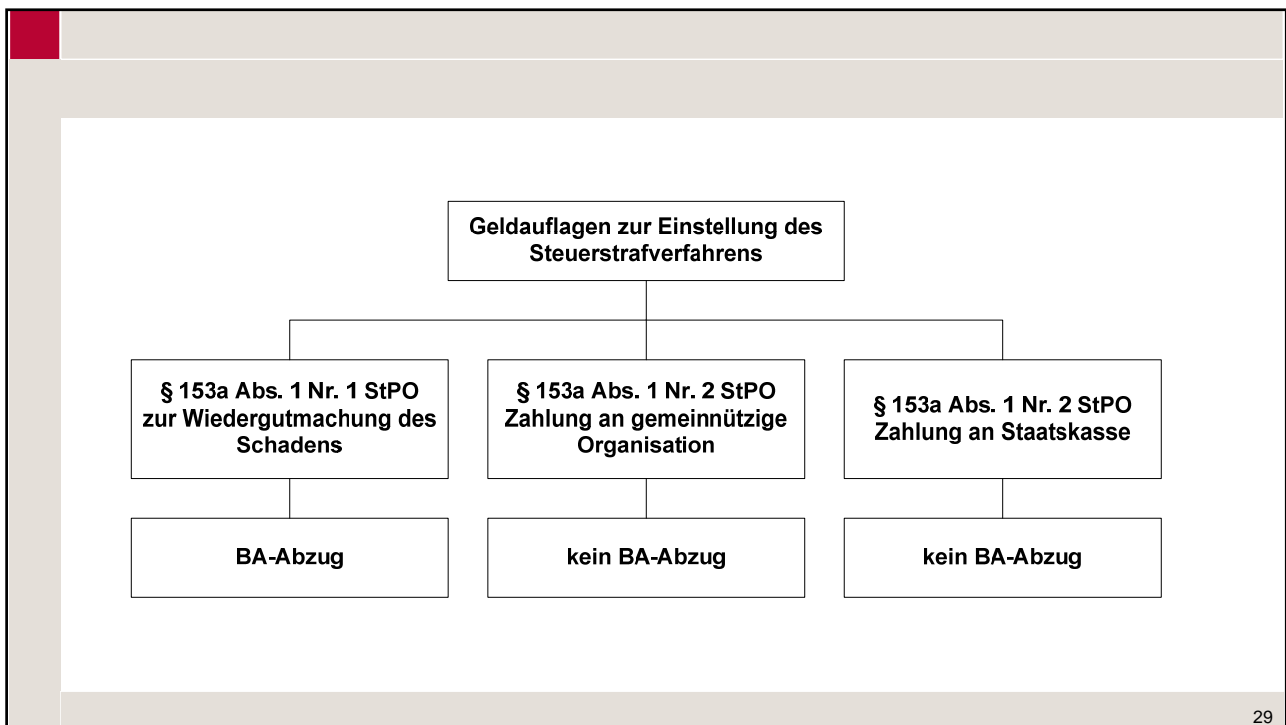 Geldauflagen zur Einstellung des
Steuerstrafverfahrens
§ 153a Abs. 1 Nr. 1 StPO
zur Wiedergutmachung des
Schadens
§ 153a Abs. 1 Nr. 2 StPO
Zahlung an gemeinnützige
Organisation
§ 153a Abs. 1 Nr. 2 StPO
Zahlung an Staatskasse
BA-Abzug
kein BA-Abzug
kein BA-Abzug
29